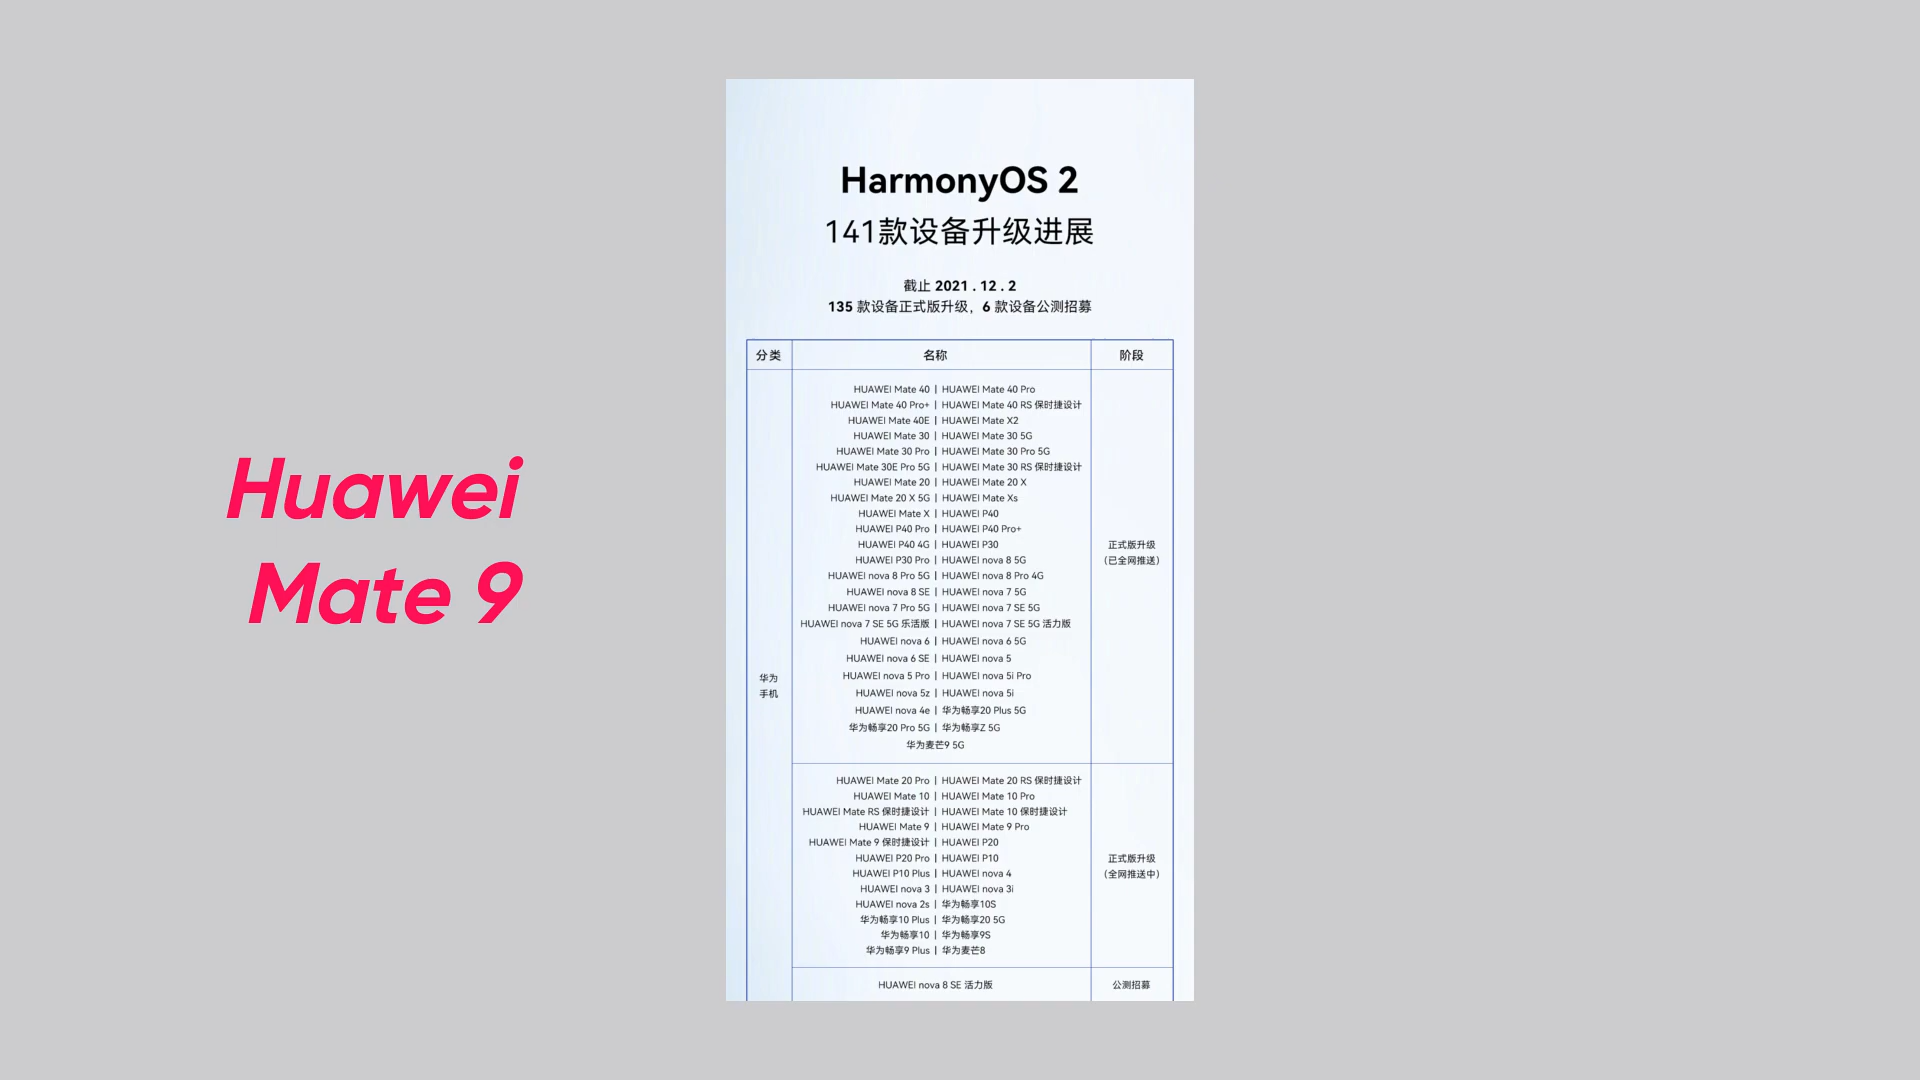 Huawei
Mate 9
HarmonyOS 2
141款设备升级进展
截止 2021 . 12 . 2
135 款设备正式版升级，6 款设备公测招募
分类 名称 阶段
HUAWEI Mate 40 | HUAWEI Mate 40 Pro
HUAWEI Mate 40 Pro+ | HUAWEI Mate 40 RS 保时捷设计
HUAWEI Mate 40E | HUAWEI Mate X2
HUAWEI Mate 30 | HUAWEI Mate 30 5G
HUAWEI Mate 30 Pro | HUAWEI Mate 30 Pro 5G
HUAWEI Mate 30E Pro 5G | HUAWEI Mate 30 RS 保时捷设计
HUAWEI Mate 20 | HUAWEI Mate 20 X
HUAWEI Mate 20 X 5G | HUAWEI Mate Xs
HUAWEI Mate X | HUAWEI P40
HUAWEI P40 Pro | HUAWEI P40 Pro+
HUAWEI P40 4G | HUAWEI P30
HUAWEI P30 Pro | HUAWEI nova 8 5G
HUAWEI nova 8 Pro 5G | HUAWEI nova 8 Pro 4G
HUAWEI nova 8 SE | HUAWEI nova 7 5G
HUAWEI nova 7 Pro 5G | HUAWEI nova 7 SE 5G
HUAWEI nova 7 SE 5G 乐活版 | HUAWEI nova 7 SE 5G 活力版
HUAWEI nova 6 | HUAWEI nova 6 5G
HUAWEI nova 6 SE | HUAWEI nova 5
HUAWEI nova 5 Pro | HUAWEI nova 5i Pro
HUAWEI nova 5z | HUAWEI nova 5i
HUAWEI nova 4e | 华为畅享20 Plus 5G
华为畅享20 Pro 5G | 华为畅享Z 5G
华为麦芒9 5G
正式版升级
（已全网推送）
华为
手机
HUAWEI Mate 20 Pro | HUAWEI Mate 20 RS 保时捷设计
HUAWEI Mate 10 | HUAWEI Mate 10 Pro
HUAWEI Mate RS 保时捷设计 | HUAWEI Mate 10 保时捷设计
HUAWEI Mate 9 | HUAWEI Mate 9 Pro
HUAWEI Mate 9 保时捷设计 | HUAWEI P20
HUAWEI P20 Pro | HUAWEI P10
HUAWEI P10 Plus | HUAWEI nova 4
HUAWEI nova 3 | HUAWEI nova 3i
HUAWEI nova 2s | 华为畅享10S
华为畅享10 Plus | 华为畅享20 5G
华为畅享10 | 华为畅享9S
华为畅享9 Plus | 华为麦芒8
正式版升级
（全网推送中）
HUAWEI nova 8 SE 活力版 公测招募